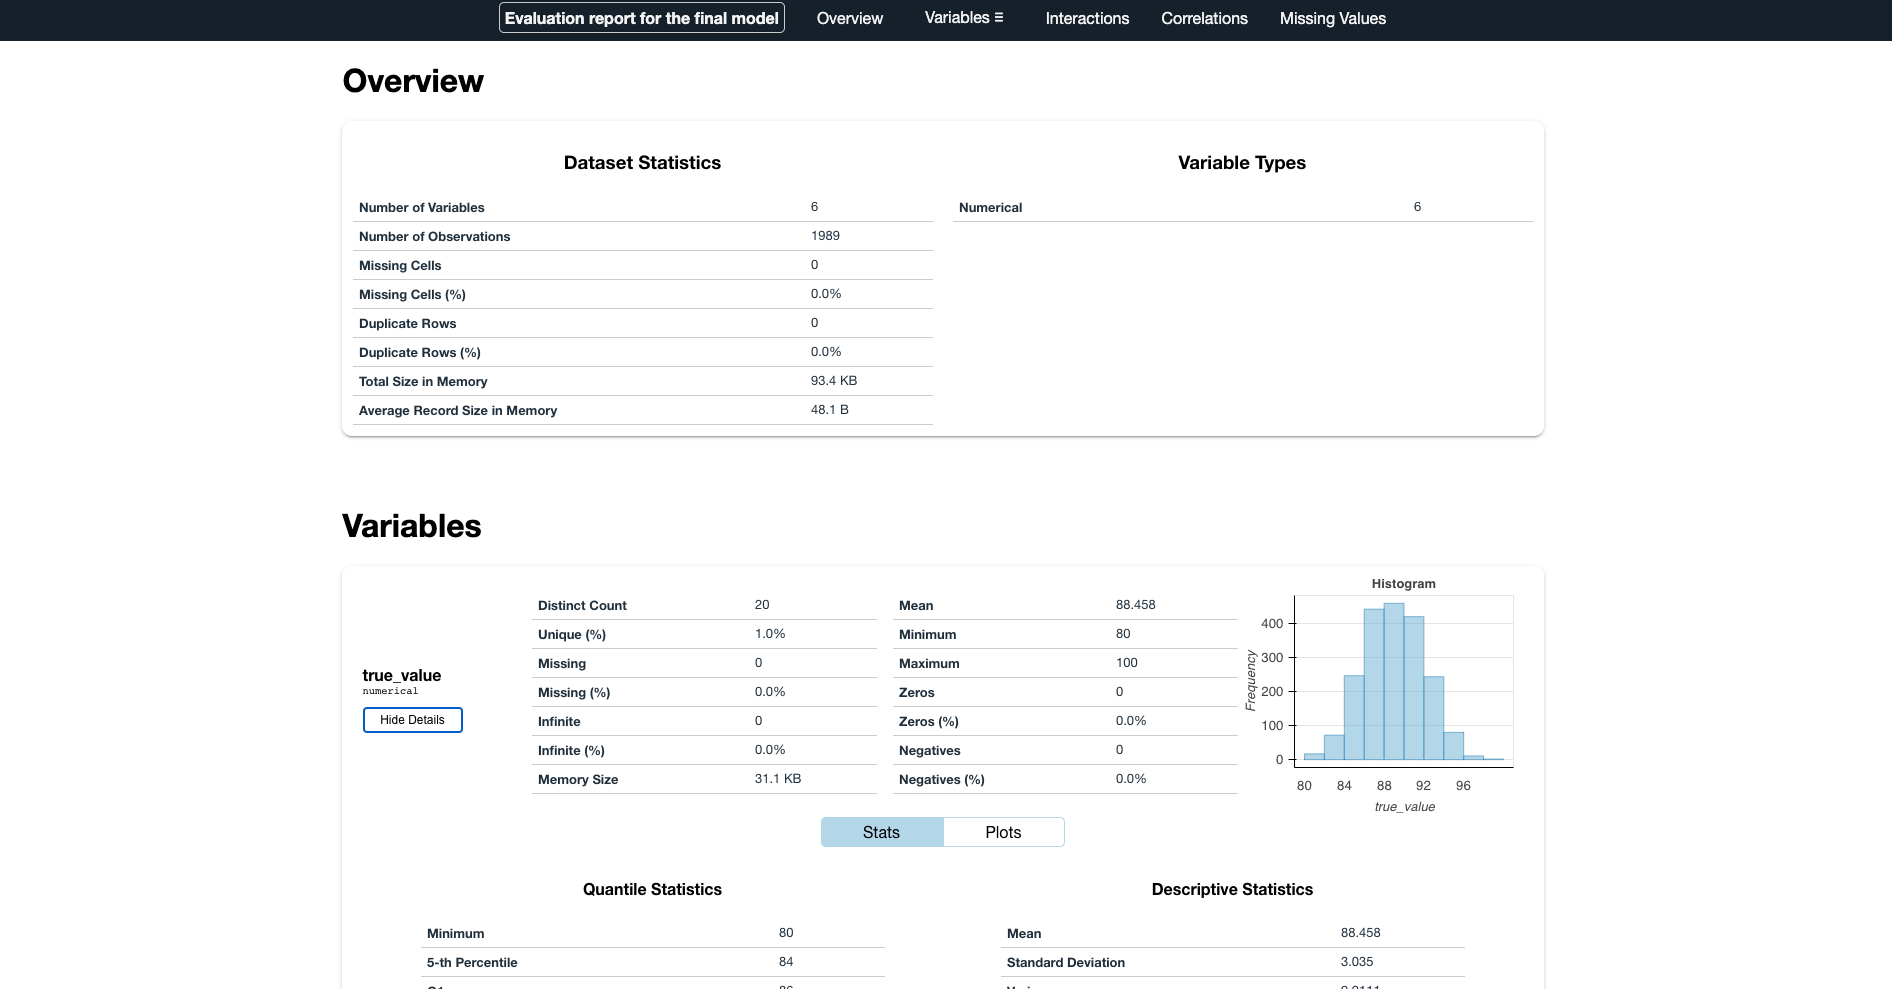 Evaluation report for the final model Overview Variables ☰ Interactions Correlations Missing Values
Overview
Dataset Statistics
Number of Variables 6
Number of Observations 1989
Missing Cells 0
Missing Cells (%) 0.0%
Duplicate Rows 0
Duplicate Rows (%) 0.0%
Total Size in Memory 93.4 KB
Average Record Size in Memory 48.1 B
Variable Types
Numerical 6
Variables
true_value
numerical
Hide Details
Distinct Count 20
Unique (%) 1.0%
Missing 0
Missing (%) 0.0%
Infinite 0
Infinite (%) 0.0%
Memory Size 31.1 KB
Mean 88.458
Minimum 80
Maximum 100
Zeros 0
Zeros (%) 0.0%
Negatives 0
Negatives (%) 0.0%
Histogram
Frequency
400
300
200
100
0
80 84 88 92 96
true_value
Stats Plots
Quantile Statistics
Minimum 80
5-th Percentile 84
Descriptive Statistics
Mean 88.458
Standard Deviation 3.035